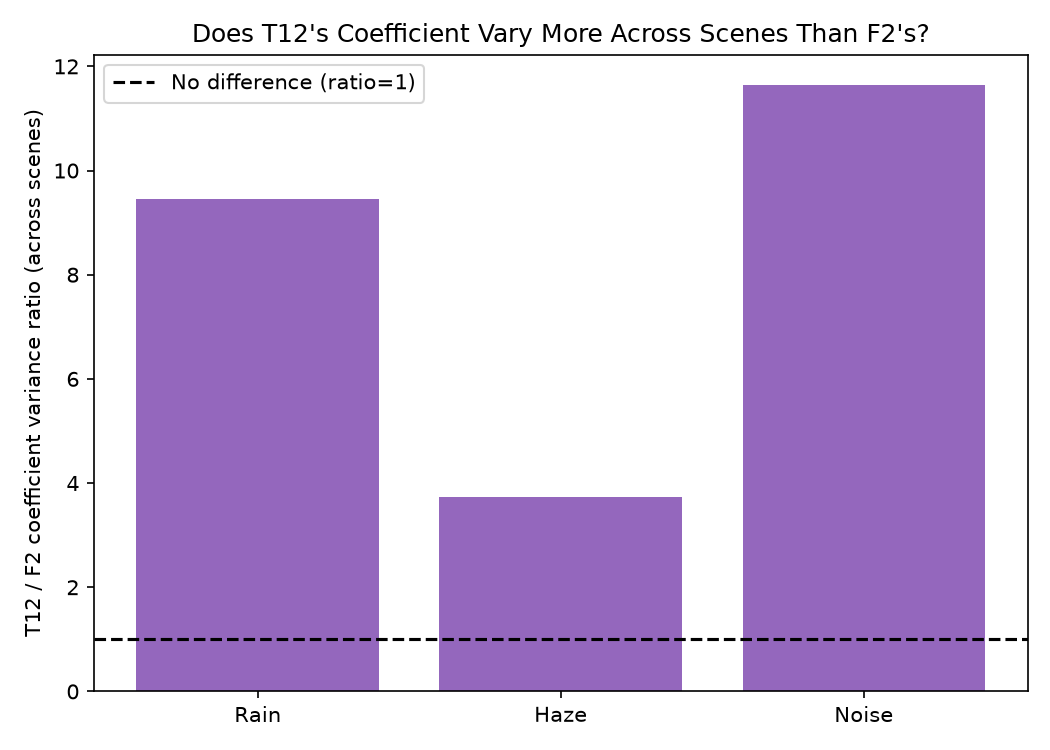 Does T12's Coefficient Vary More Across Scenes Than F2's?
No difference (ratio=1)
T12 / F2 coefficient variance ratio (across scenes)
12
10
8
6
4
2
0
Rain
Haze
Noise